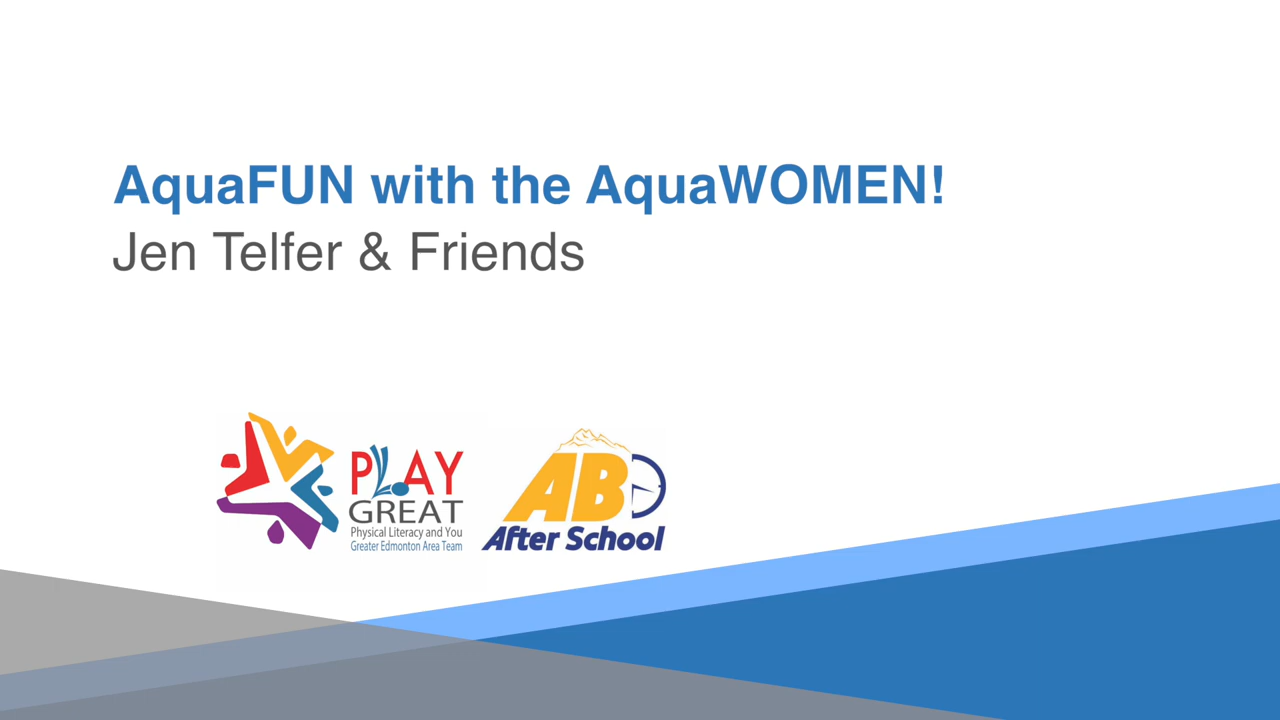 AquaFUN with the AquaWOMEN!
Jen Telfer & Friends
PLAY
GREAT
Physical Literacy and You
Greater Edmonton Area Team
AB
After School